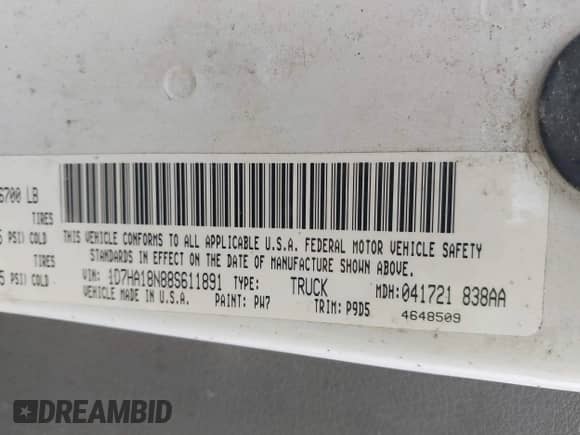 6700 LB
TIRES
PSI) COLD
TIRES
5 PSI) COLD
THIS VEHICLE CONFORMS TO ALL APPLICABLE U.S.A. FEDERAL MOTOR VEHICLE SAFETY
STANDARDS IN EFFECT ON THE DATE OF MANUFACTURE SHOWN ABOVE.
VIN: 1D7HA18N88S611891 TYPE: TRUCK MDH: 041721 838AA
VEHICLE MADE IN U.S.A. PAINT: PW7 TRIM: P9D5 4648509
DREAMBID